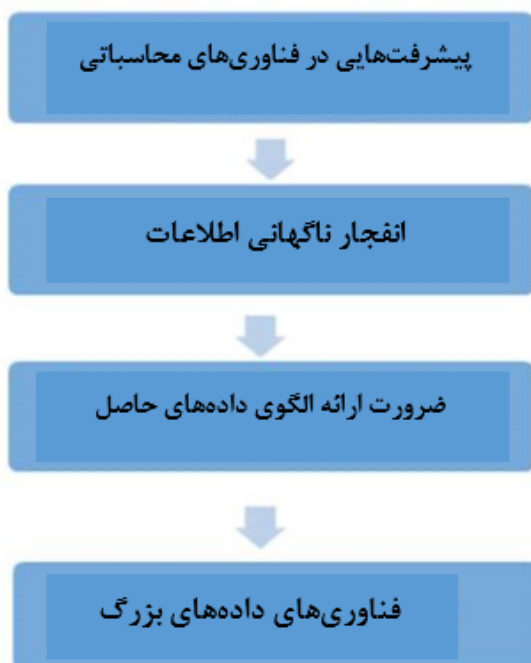 پیشرفت‌هایی در فناوری‌های محاسباتی
انفجار ناگهانی اطلاعات
ضرورت ارائه الگوی داده‌های حاصل
فناوری‌های داده‌های بزرگ